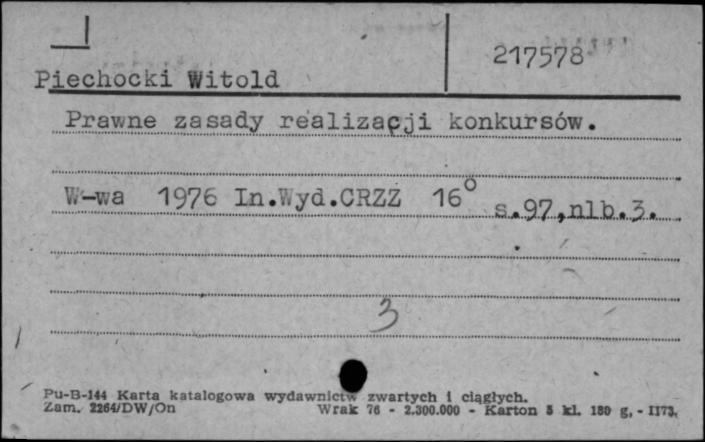 217578
Piechocki Witold
Prawne zasady realizacji konkursów.
W-wa 1976 In.Wyd.CRZZ 16° s.97,nlb.3.
3
Pu-B-144 Karta katalogowa wydawnictw zwartych i ciągłych.
Zam. 2264/DW/On Wrak 76 - 2.300.000 - Karton 5 kl. 180 g. - II73.